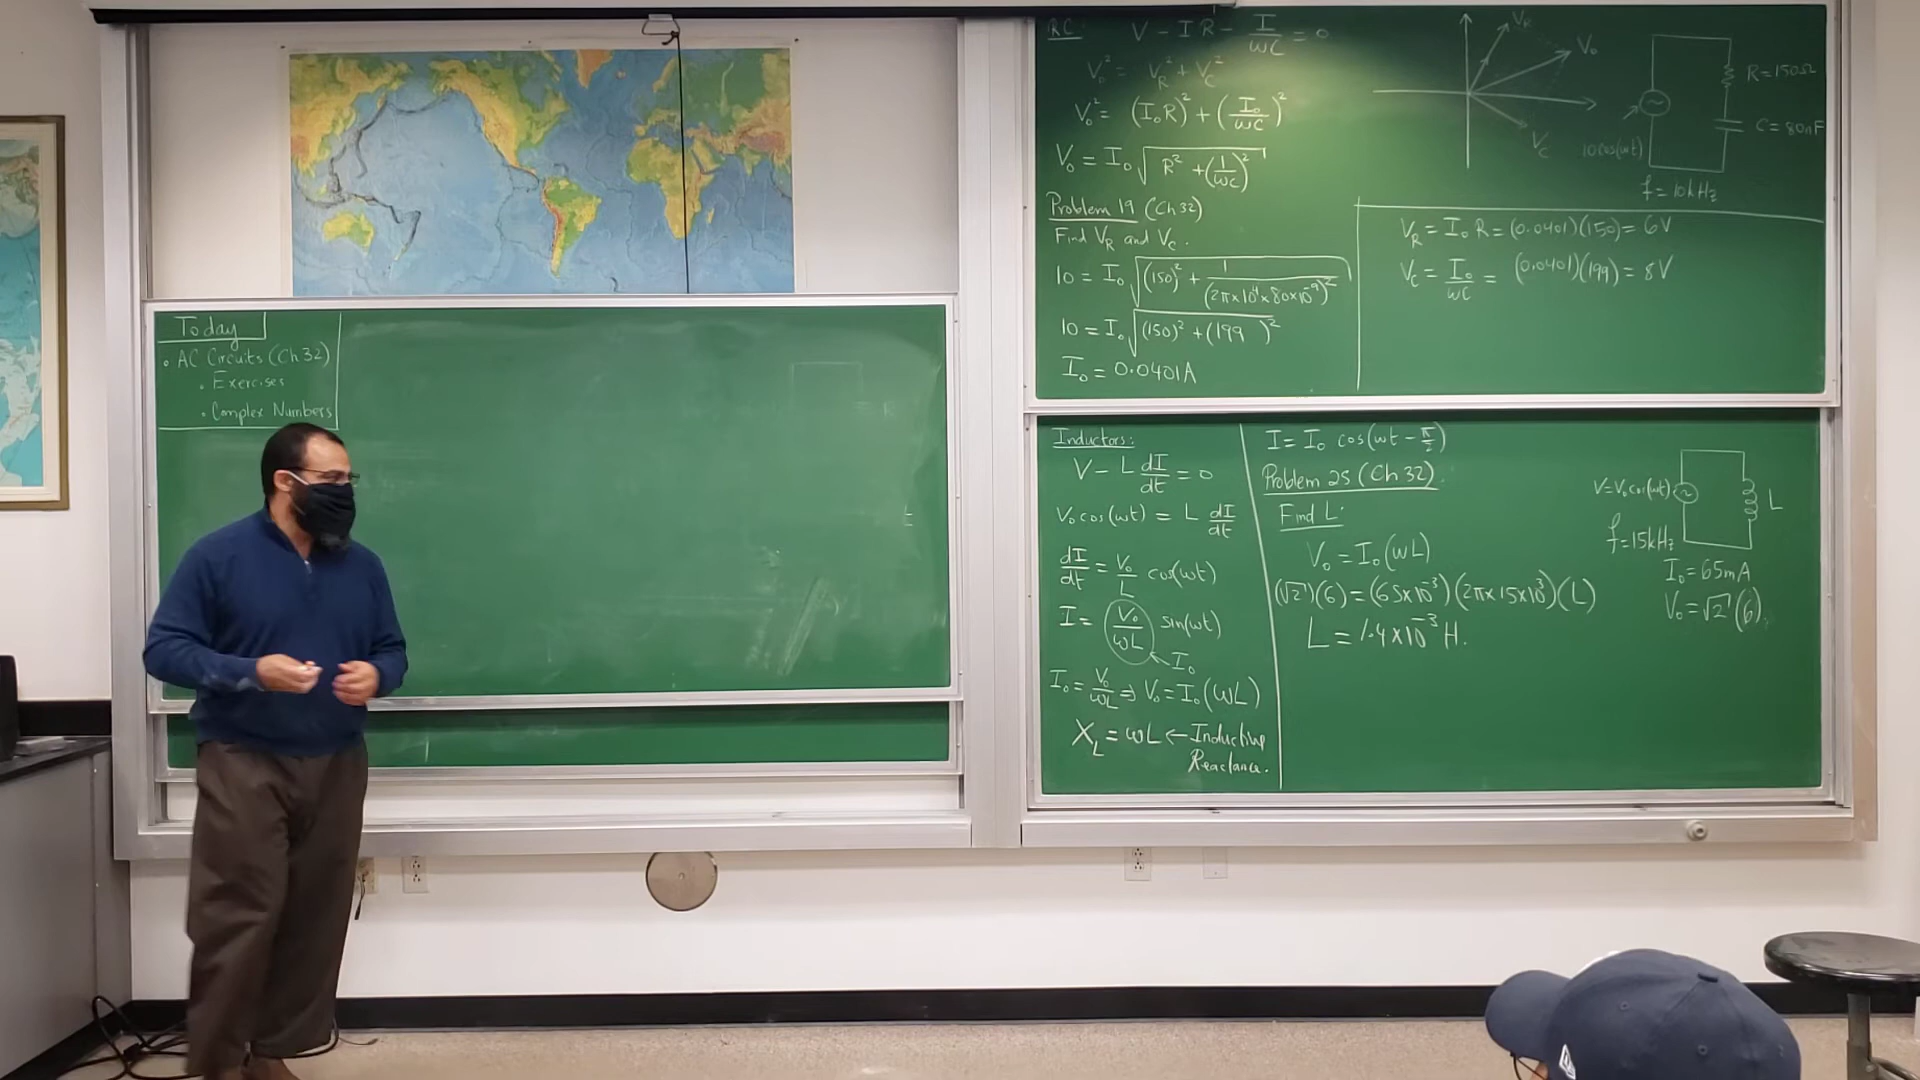 Today
• AC Circuits (Ch 32)
• Exercises
• Complex Numbers
RC: V - IR - I/ωC = 0
V₀² = V_R² + V_C²
V₀² = (I₀R)² + (I₀/ωC)²
V₀ = I₀ √(R² + (1/ωC)²)
Problem 19 (Ch 32)
Find V_R and V_C.
10 = I₀ √((150)² + 1/(2π×10⁴×80×10⁻⁹)²)
10 = I₀ √((150)² + (199)²)
I₀ = 0.0401A
V_R
V₀
V_C
R = 150Ω
C = 80nF
10cos(ωt)
f = 10kHz
V_R = I₀ R = (0.0401)(150) = 6V
V_C = I₀/ωC = (0.0401)(199) = 8V
Inductors:
V - L dI/dt = 0
V₀ cos(ωt) = L dI/dt
dI/dt = V₀/L cos(ωt)
I = (V₀/ωL) sin(ωt)
← I₀
I₀ = V₀/ωL ⇒ V₀ = I₀(ωL)
X_L = ωL ← Inductive
Reactance.
I = I₀ cos(ωt - π/2)
Problem 25 (Ch 32).
Find L:
V₀ = I₀(ωL)
(√2)(6) = (65×10⁻³)(2π×15×10³)(L)
L = 1.4×10⁻³ H.
V=V₀cos(ωt)
L
f=15kHz
I₀ = 65mA
V₀ = √2 (6).